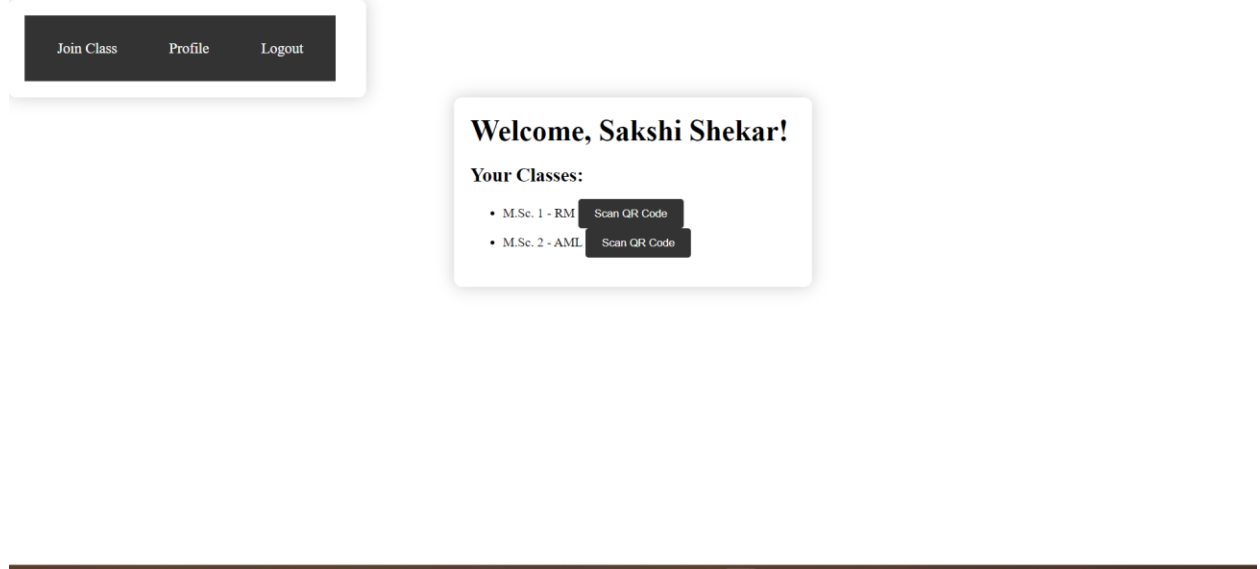 Join Class Profile Logout
Welcome, Sakshi Shekar!
Your Classes:
• M.Sc. 1 - RM Scan QR Code
• M.Sc. 2 - AML Scan QR Code